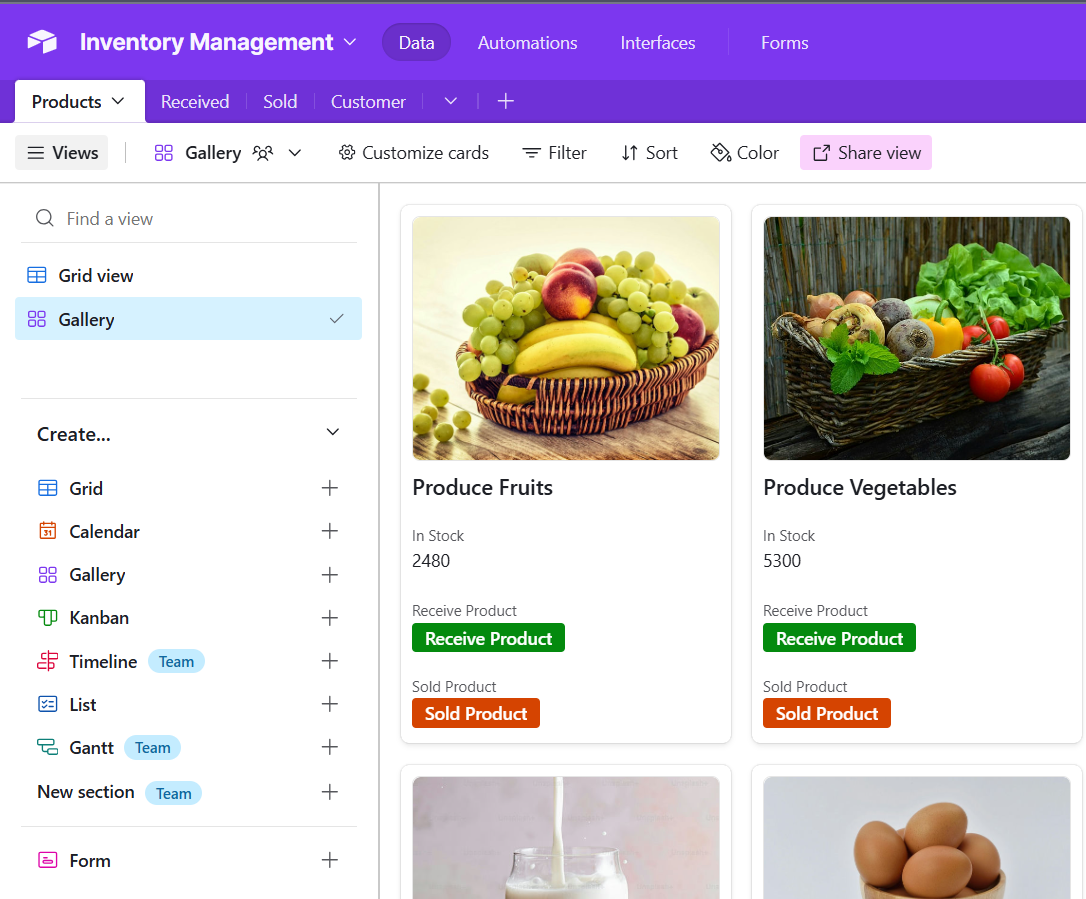 Inventory Management Data Automations Interfaces Forms
Products Received Sold Customer
Views Gallery Customize cards Filter Sort Color Share view
Find a view
Grid view
Gallery
Create...
Grid
Calendar
Gallery
Kanban
Timeline Team
List
Gantt Team
New section Team
Form
Produce Fruits
In Stock
2480
Receive Product
Receive Product
Sold Product
Sold Product
Produce Vegetables
In Stock
5300
Receive Product
Receive Product
Sold Product
Sold Product